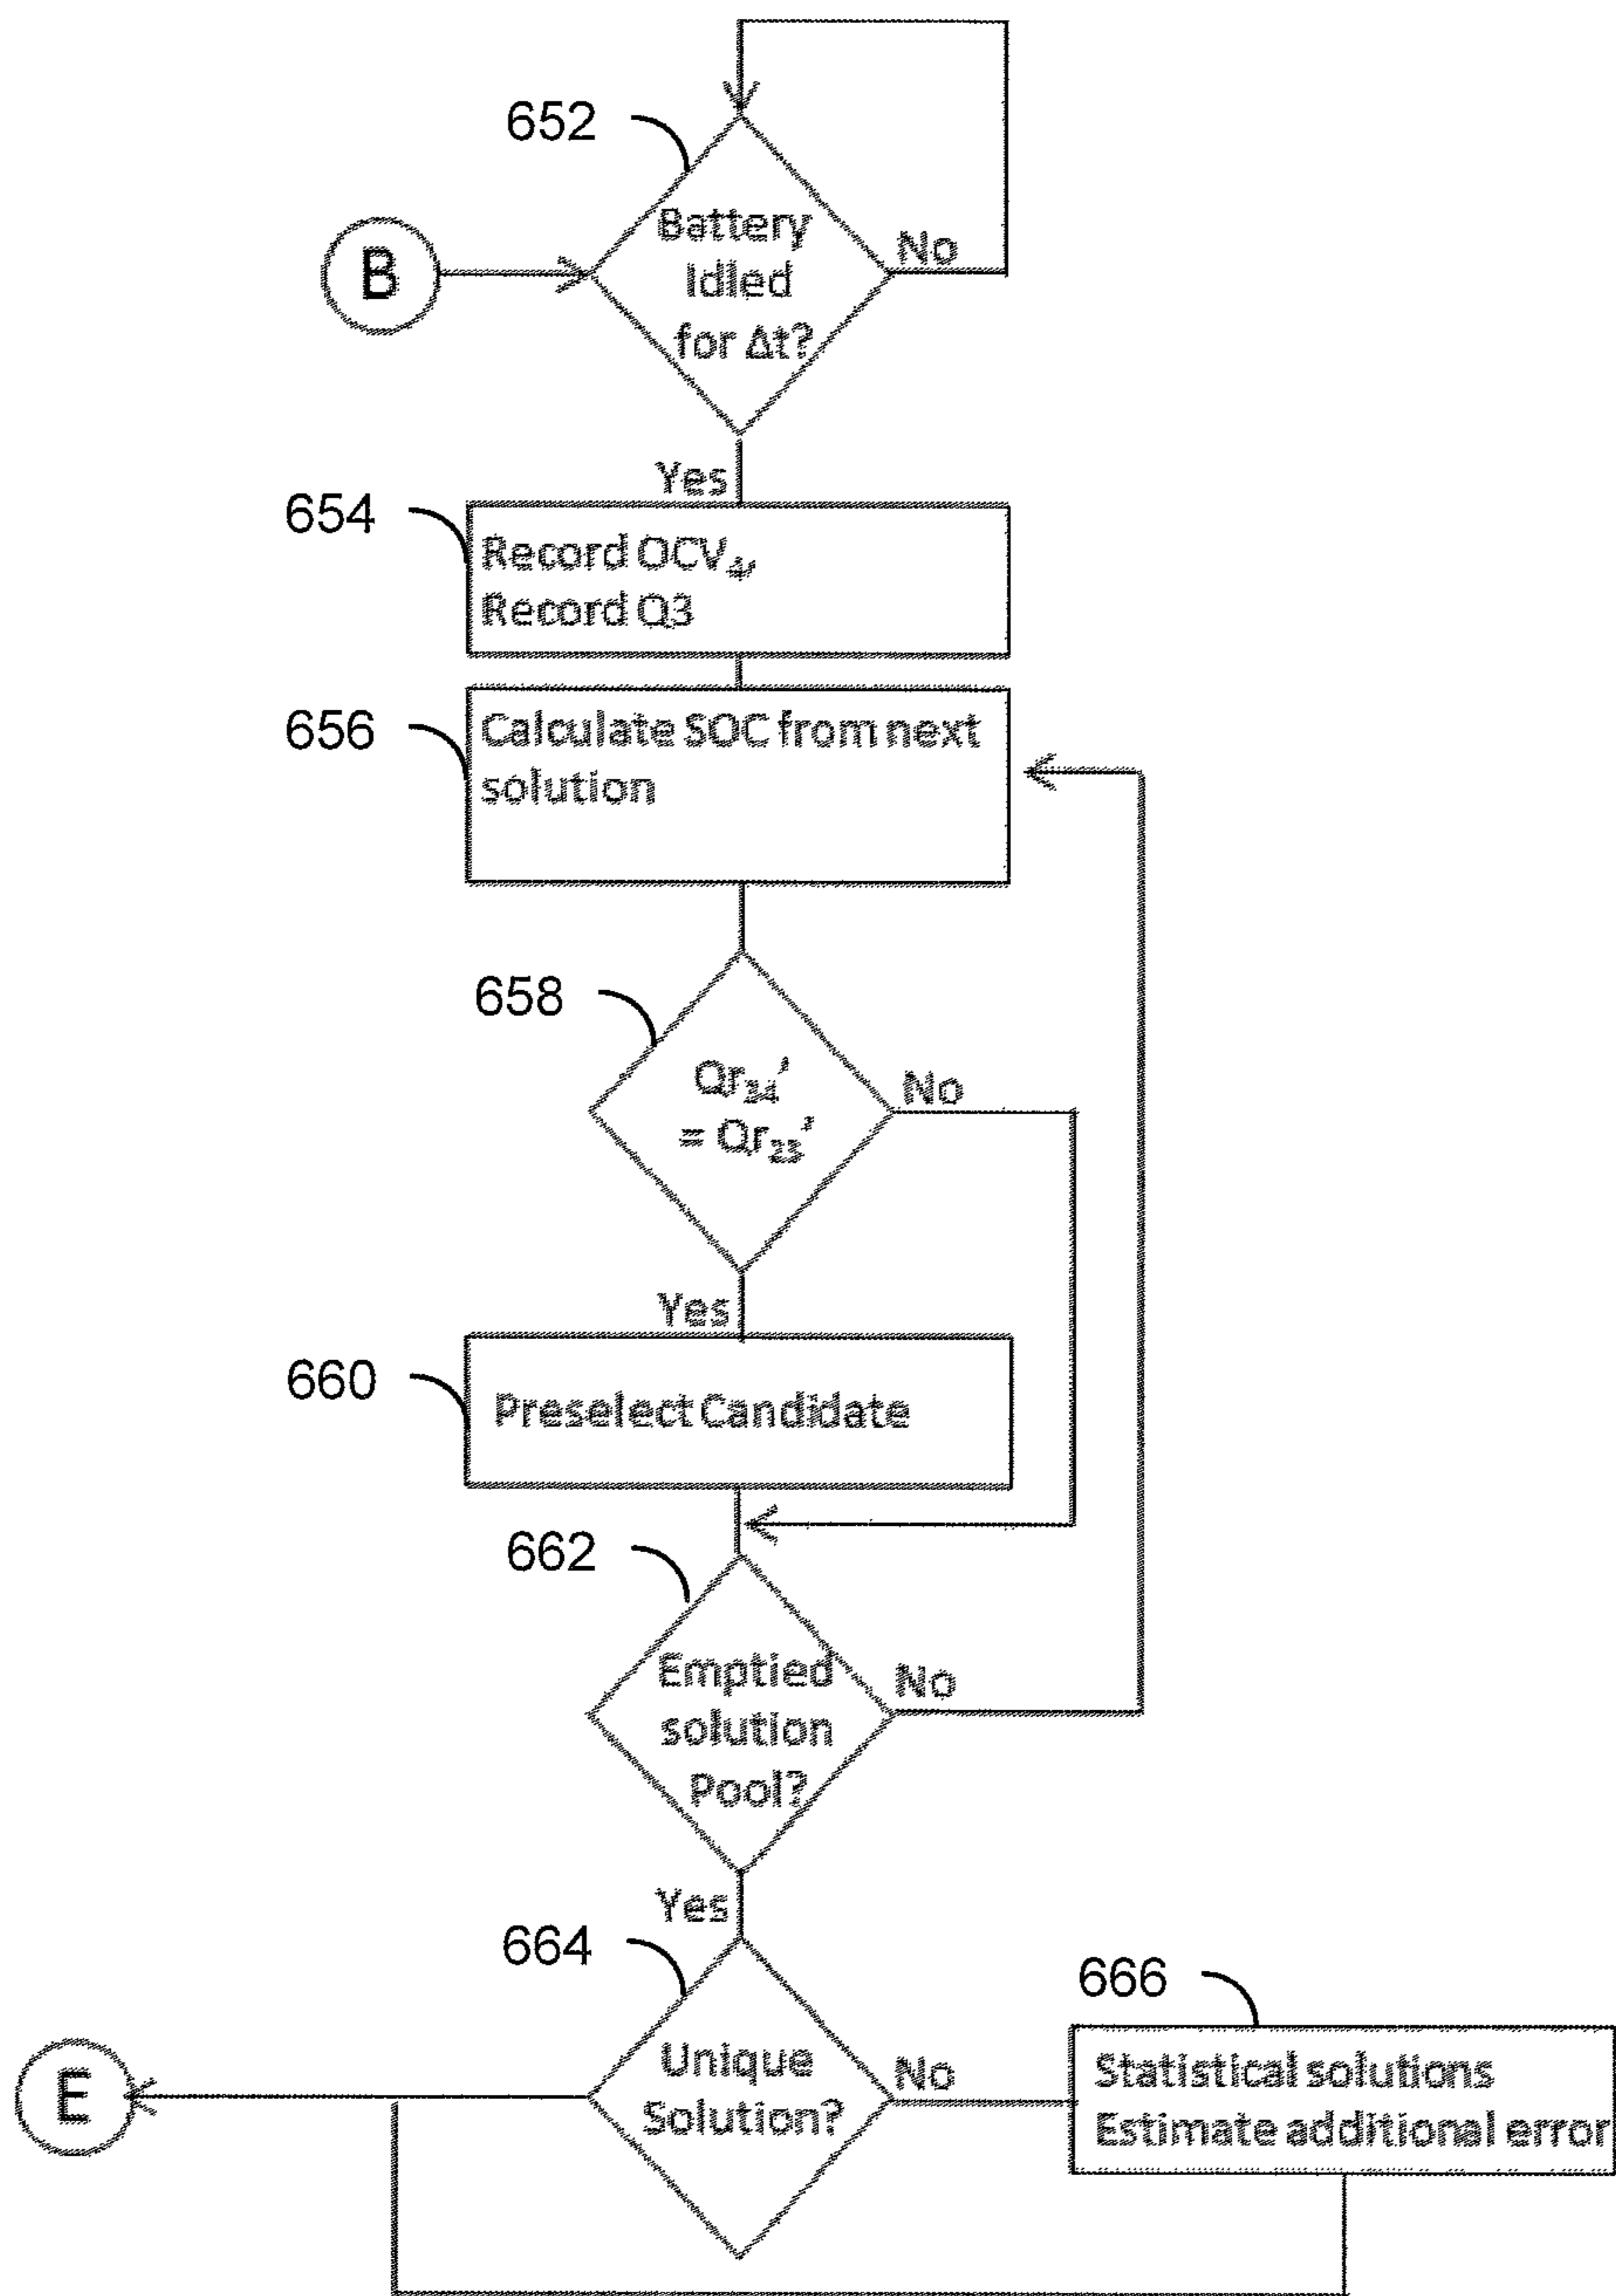 652
Battery
Idled
for Δt?
No
B
Yes
654
Record OCV₄,
Record Q3
656
Calculate SOC from next
solution
658
Qr₃₄'
= Qr₂₃'
No
Yes
660
Preselect Candidate
662
Emptied
solution
Pool?
No
Yes
664
Unique
Solution?
No
666
Statistical solutions
Estimate additional error
E